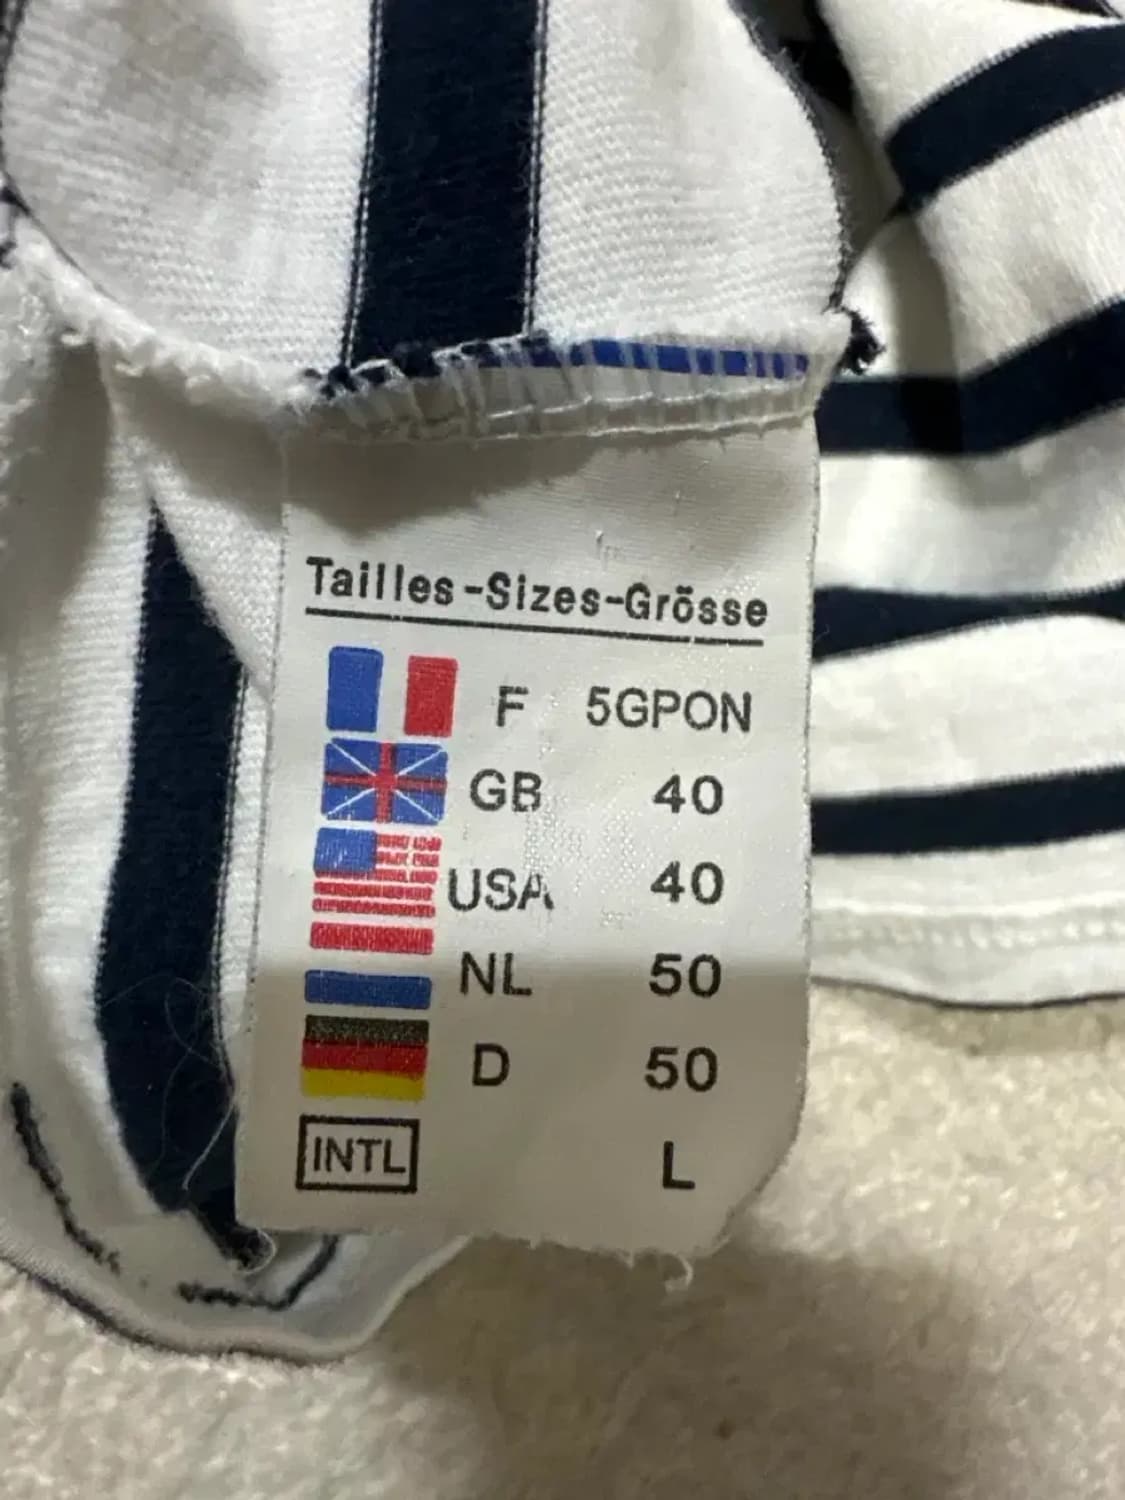 Tailles-Sizes-Grösse
F 5GPON
GB 40
USA 40
NL 50
D 50
INTL L